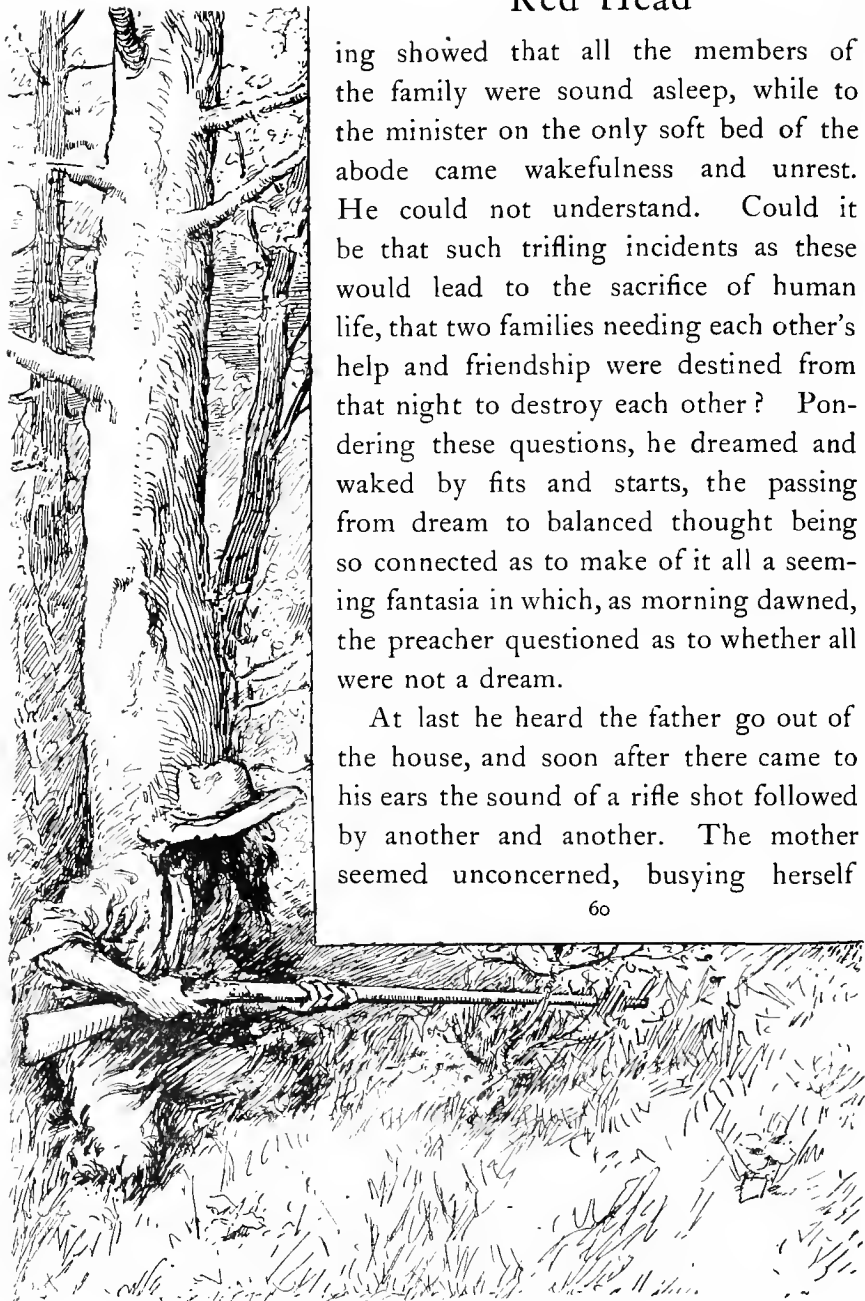 Red Head
ing showed that all the members of
the family were sound asleep, while to
the minister on the only soft bed of the
abode came wakefulness and unrest.
He could not understand. Could it
be that such trifling incidents as these
would lead to the sacrifice of human
life, that two families needing each other's
help and friendship were destined from
that night to destroy each other? Pon-
dering these questions, he dreamed and
waked by fits and starts, the passing
from dream to balanced thought being
so connected as to make of it all a seem-
ing fantasia in which, as morning dawned,
the preacher questioned as to whether all
were not a dream.
At last he heard the father go out of
the house, and soon after there came to
his ears the sound of a rifle shot followed
by another and another. The mother
seemed unconcerned, busying herself
60